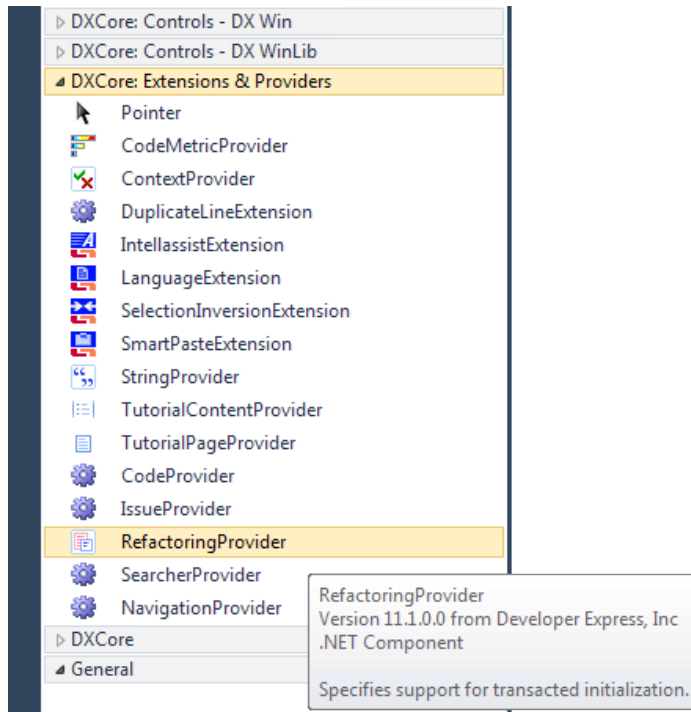 DXCore: Controls - DX Win
DXCore: Controls - DX WinLib
DXCore: Extensions & Providers
Pointer
CodeMetricProvider
ContextProvider
DuplicateLineExtension
IntellassistExtension
LanguageExtension
SelectionInversionExtension
SmartPasteExtension
StringProvider
TutorialContentProvider
TutorialPageProvider
CodeProvider
IssueProvider
RefactoringProvider
SearcherProvider
NavigationProvider
DXCore
General
RefactoringProvider
Version 11.1.0.0 from Developer Express, Inc
.NET Component
Specifies support for transacted initialization.